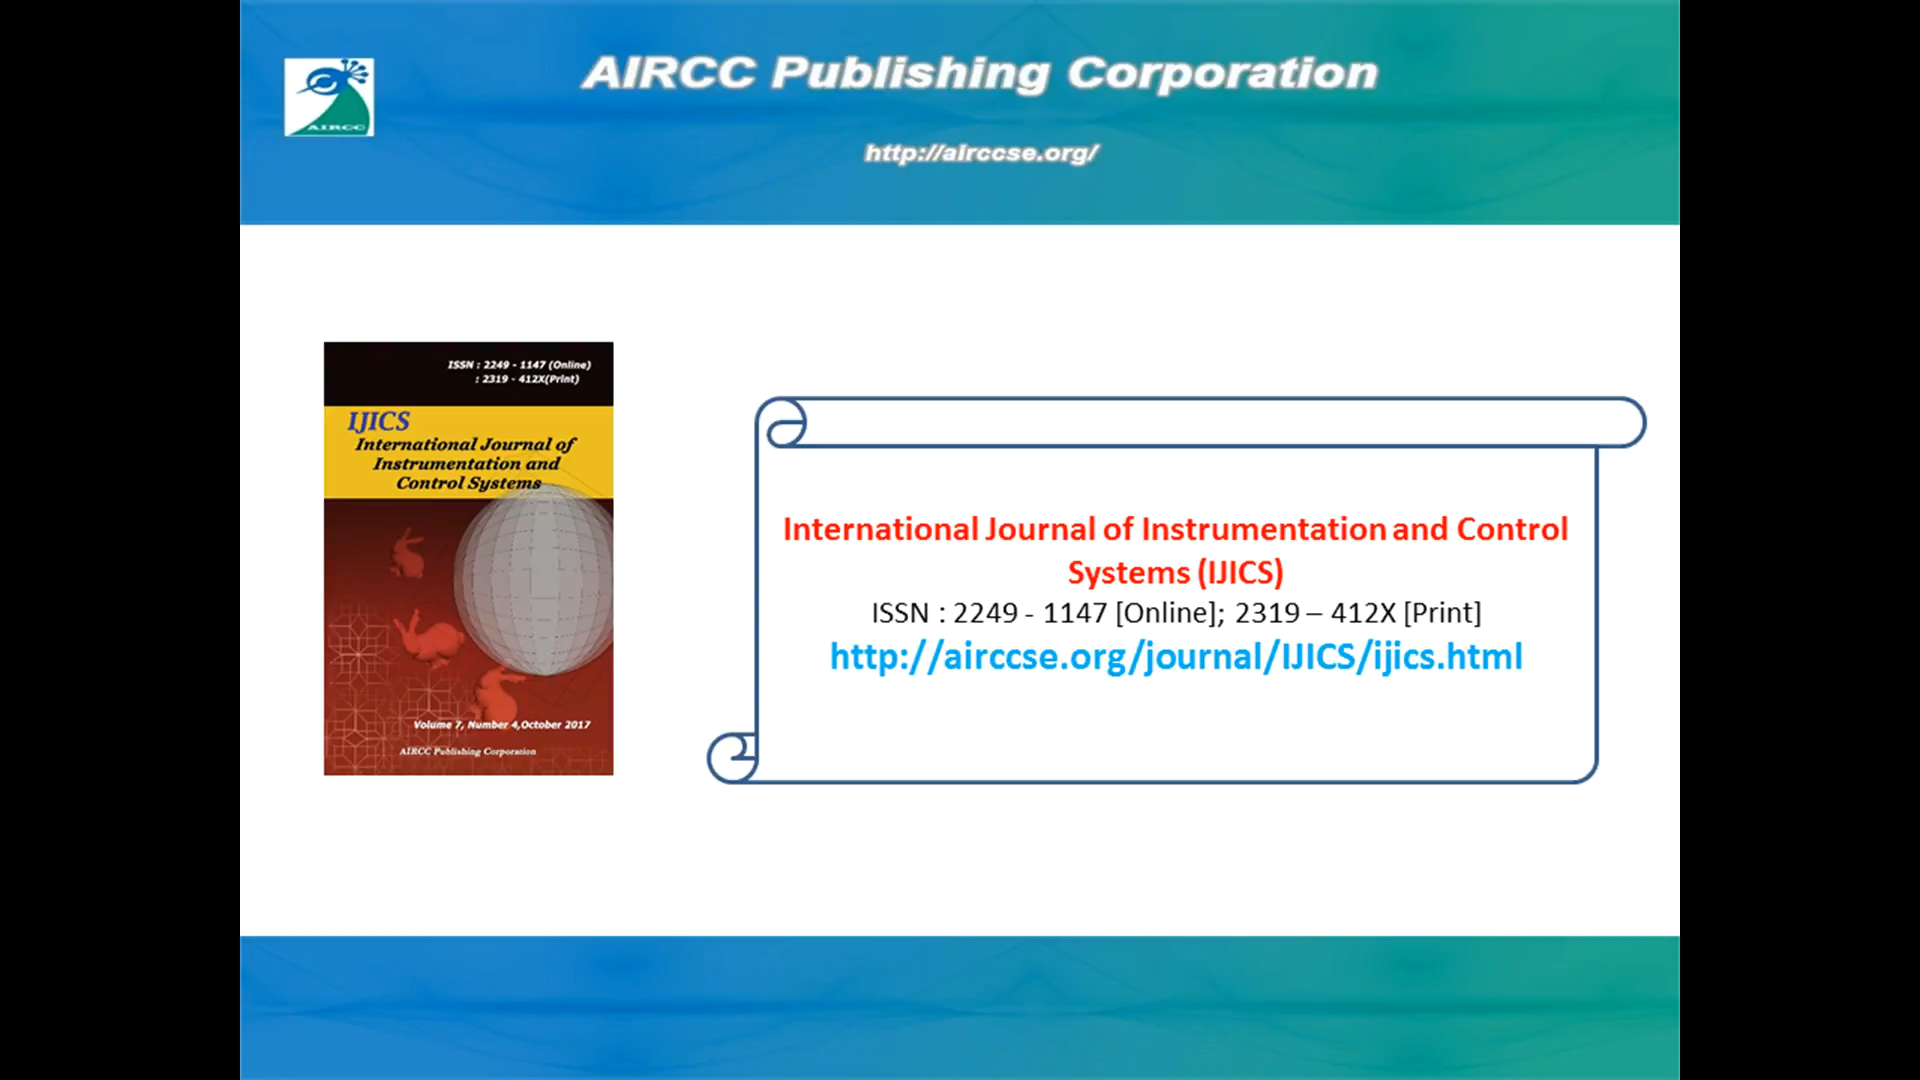 AIRCC Publishing Corporation
http://airccse.org/
AIRCC
ISSN : 2249 - 1147 (Online)
: 2319 - 412X(Print)
IJICS
International Journal of
Instrumentation and
Control Systems
Volume 7, Number 4,October 2017
AIRCC Publishing Corporation
International Journal of Instrumentation and Control
Systems (IJICS)
ISSN : 2249 - 1147 [Online]; 2319 – 412X [Print]
http://airccse.org/journal/IJICS/ijics.html